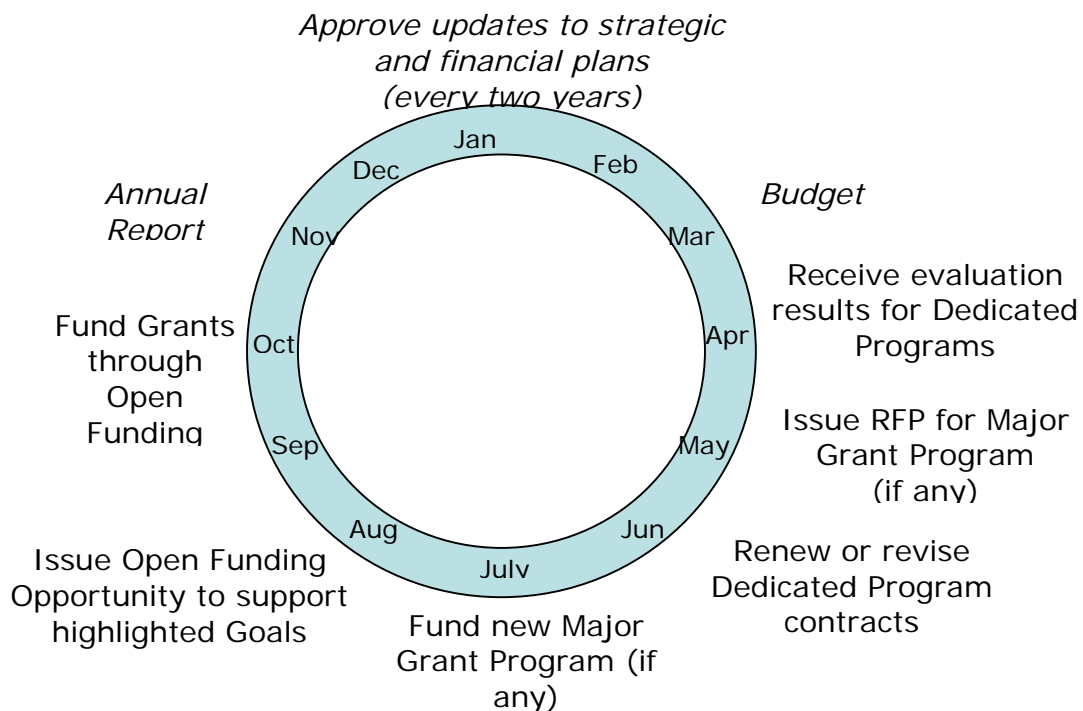 Approve updates to strategic
and financial plans
(every two years)
Jan
Feb
Mar
Apr
May
Jun
July
Aug
Sep
Oct
Nov
Dec
Budget
Receive evaluation
results for Dedicated
Programs
Issue RFP for Major
Grant Program
(if any)
Renew or revise
Dedicated Program
contracts
Fund new Major
Grant Program (if
any)
Issue Open Funding
Opportunity to support
highlighted Goals
Fund Grants
through
Open
Funding
Annual
Report